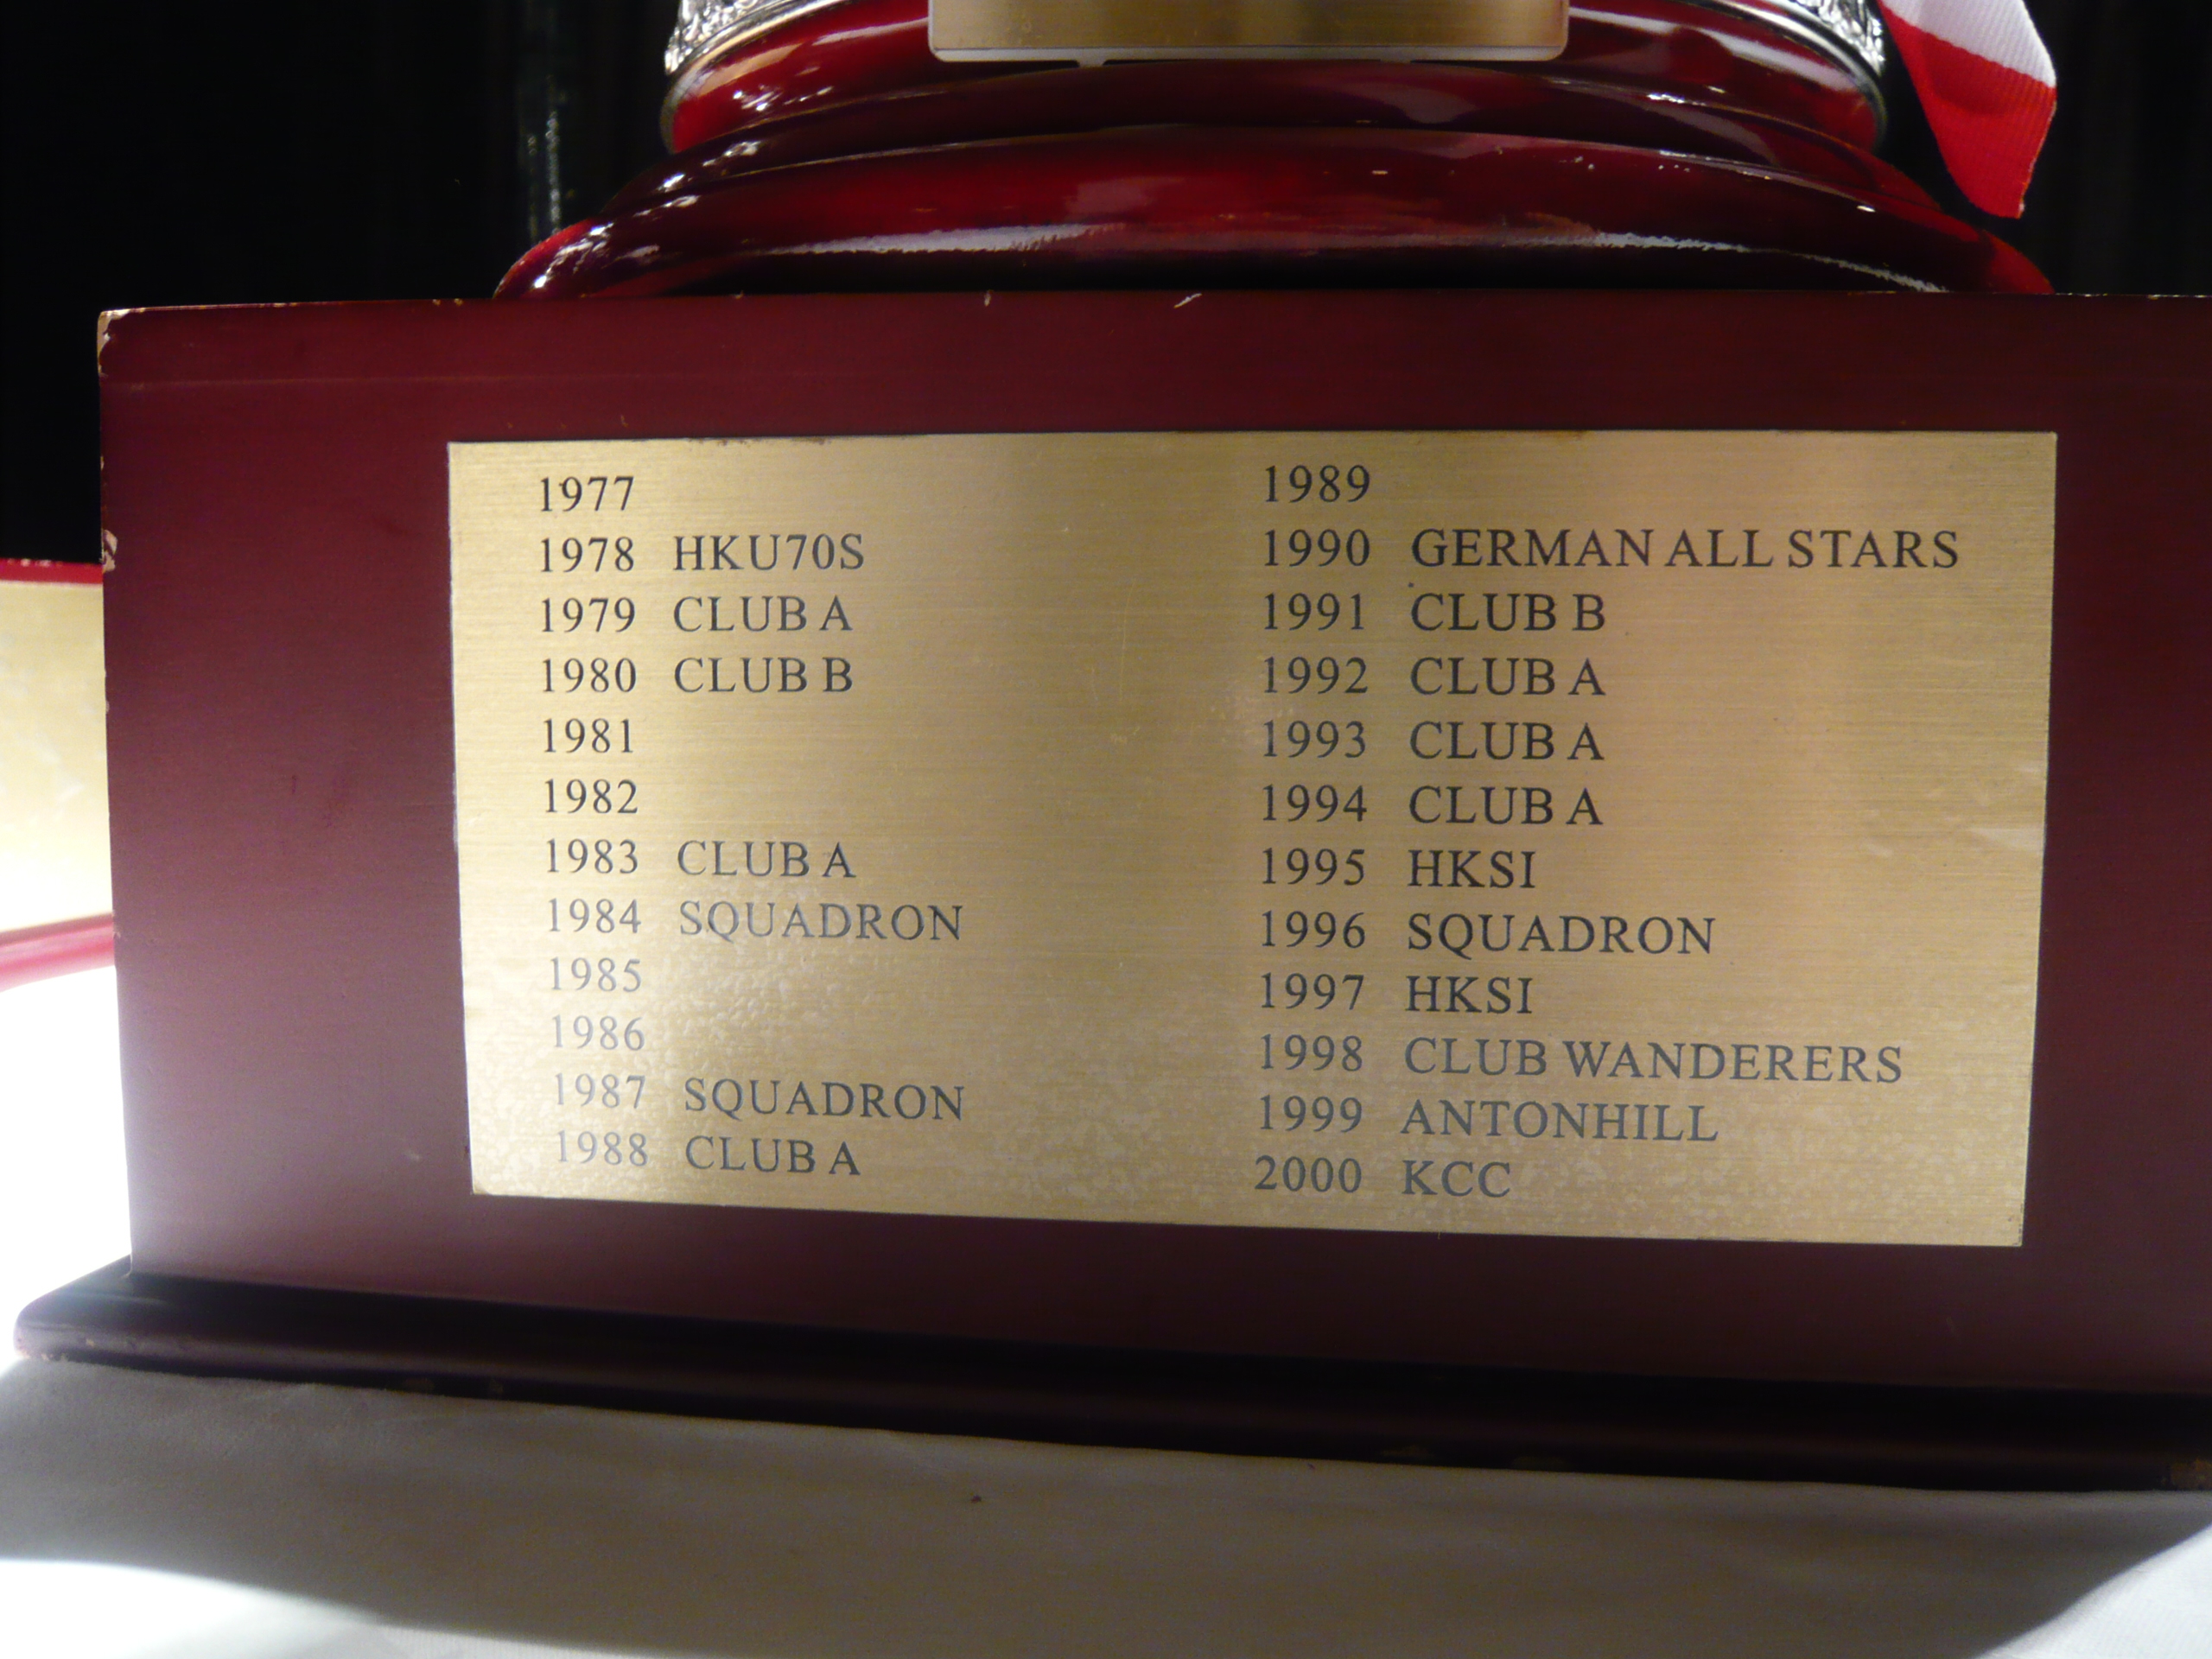 1977
1978 HKU70S
1979 CLUB A
1980 CLUB B
1981
1982
1983 CLUB A
1984 SQUADRON
1985
1986
1987 SQUADRON
1988 CLUB A
1989
1990 GERMAN ALL STARS
1991 CLUB B
1992 CLUB A
1993 CLUB A
1994 CLUB A
1995 HKSI
1996 SQUADRON
1997 HKSI
1998 CLUB WANDERERS
1999 ANTONHILL
2000 KCC